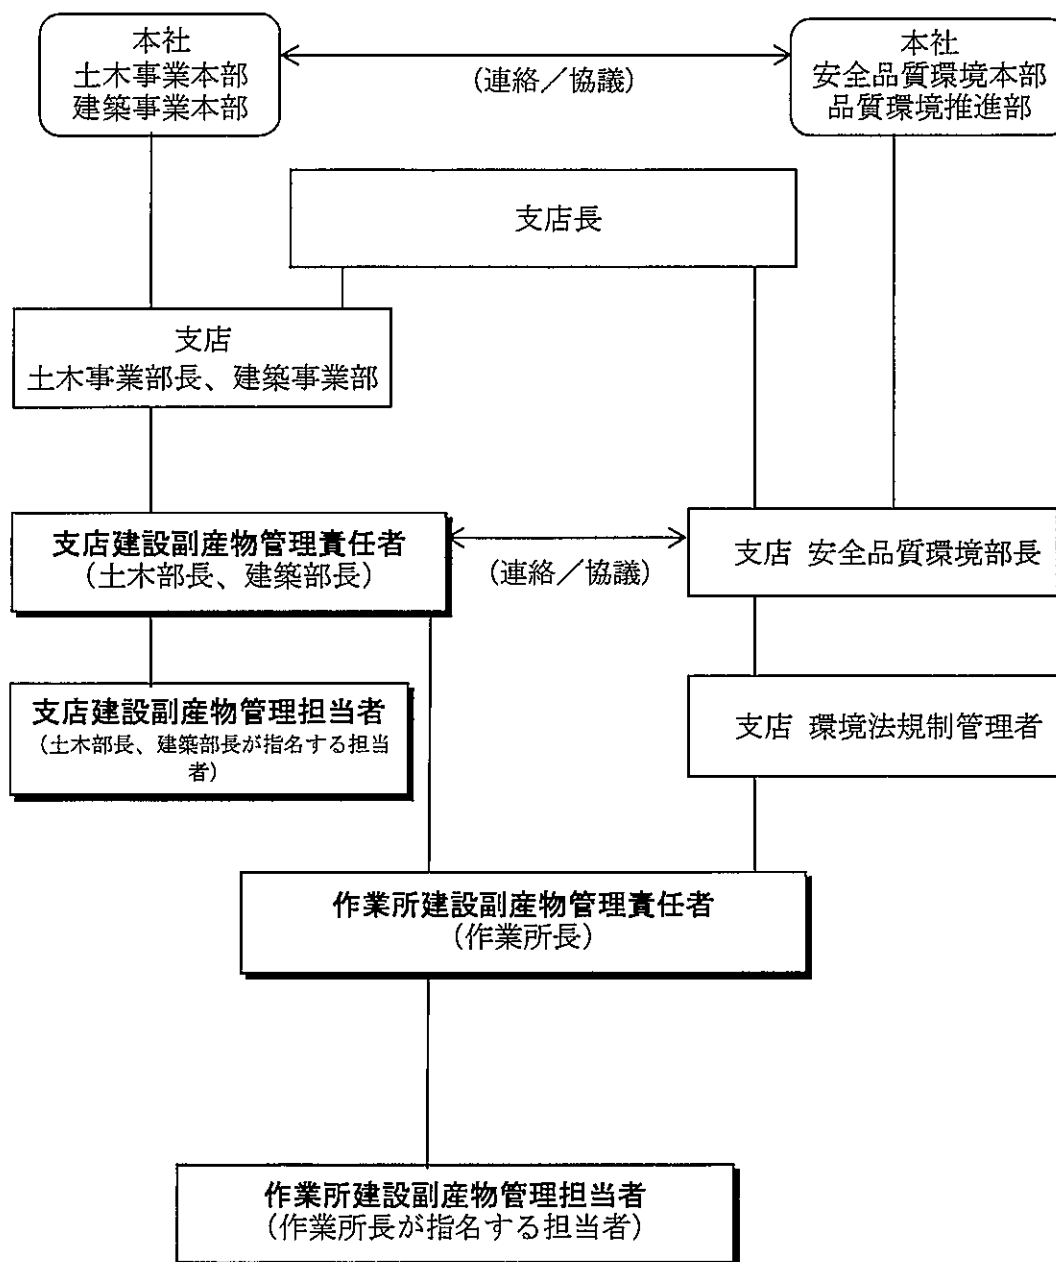 本社
土木事業本部
建築事業本部
(連絡／協議)
本社
安全品質環境本部
品質環境推進部
支店長
支店
土木事業部長、建築事業部
支店建設副産物管理責任者
（土木部長、建築部長）
(連絡／協議)
支店 安全品質環境部長
支店建設副産物管理担当者
（土木部長、建築部長が指名する担当
者）
支店 環境法規制管理者
作業所建設副産物管理責任者
（作業所長）
作業所建設副産物管理担当者
（作業所長が指名する担当者）